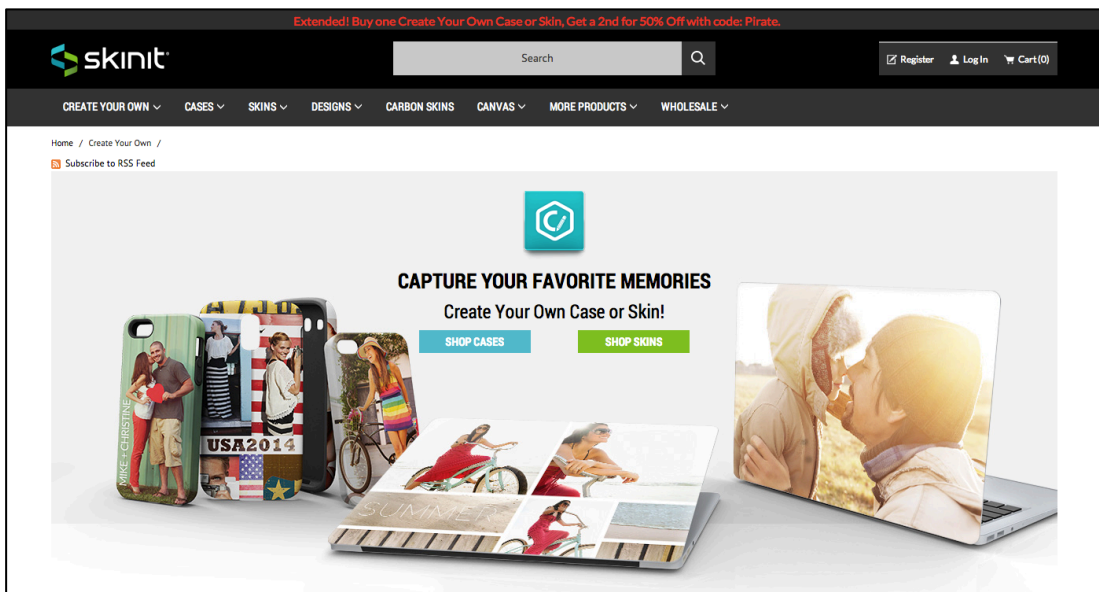 Extended! Buy one Create Your Own Case or Skin, Get a 2nd for 50% Off with code: Pirate.
skinit
Search
Register Log In Cart(0)
CREATE YOUR OWN CASES SKINS DESIGNS CARBON SKINS CANVAS MORE PRODUCTS WHOLESALE
Home / Create Your Own /
Subscribe to RSS Feed
CAPTURE YOUR FAVORITE MEMORIES
Create Your Own Case or Skin!
SHOP CASES SHOP SKINS
MIKE + CHRISTINE
USA2014
SUMMER